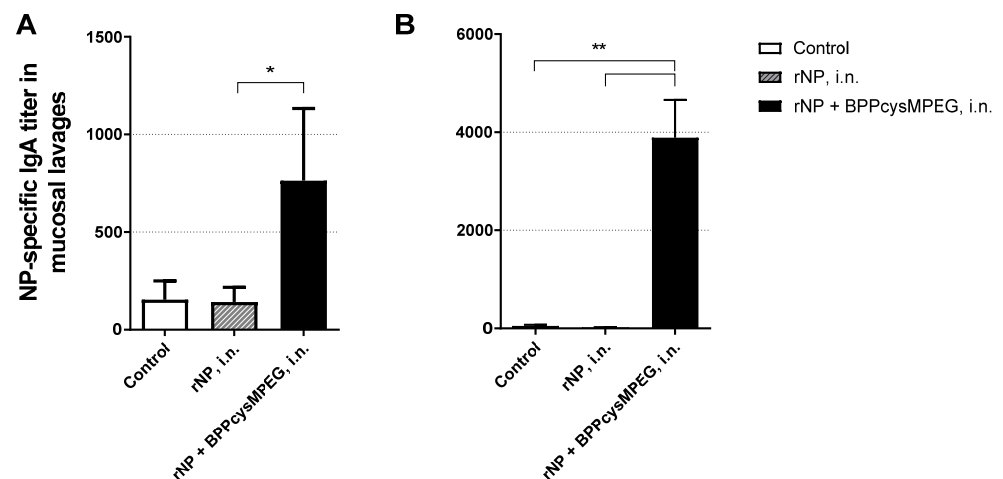 A
NP-specific IgA titer in
mucosal lavages
1500
1000
500
0
*
Control
rNP, i.n.
rNP + BPPcysMPEG, i.n.
B
6000
4000
2000
0
**
Control
rNP, i.n.
rNP + BPPcysMPEG, i.n.
Control
rNP, i.n.
rNP + BPPcysMPEG, i.n.